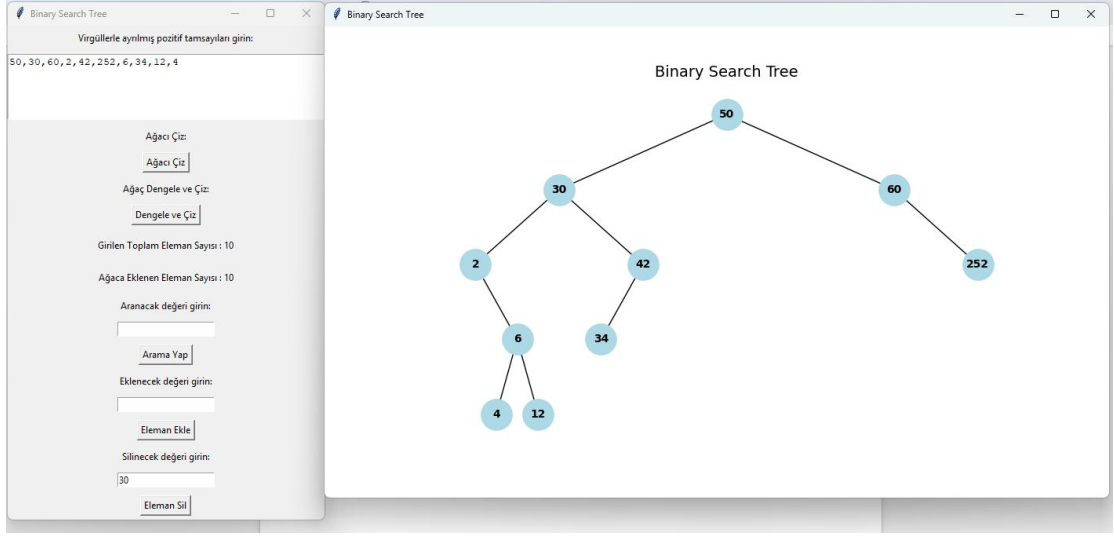 Binary Search Tree
Virgüllerle ayrılmış pozitif tamsayıları girin:
50,30,60,2,42,252,6,34,12,4
Ağacı Çiz:
Ağacı Çiz
Ağaç Dengele ve Çiz:
Dengele ve Çiz
Girilen Toplam Eleman Sayısı : 10
Ağaca Eklenen Eleman Sayısı : 10
Aranacak değeri girin:
Arama Yap
Eklenecek değeri girin:
Eleman Ekle
Silinecek değeri girin:
30
Eleman Sil
Binary Search Tree
Binary Search Tree
50
30 60
2 42 252
6 34
4 12